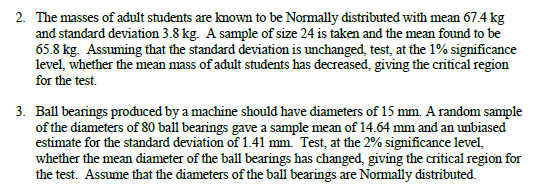 2. The masses of adult students are known to be Normally distributed with mean 67.4 kg
and standard deviation 3.8 kg. A sample of size 24 is taken and the mean found to be
65.8 kg. Assuming that the standard deviation is unchanged, test, at the 1% significance
level, whether the mean mass of adult students has decreased, giving the critical region
for the test.
3. Ball bearings produced by a machine should have diameters of 15 mm. A random sample
of the diameters of 80 ball bearings gave a sample mean of 14.64 mm and an unbiased
estimate for the standard deviation of 1.41 mm. Test, at the 2% significance level,
whether the mean diameter of the ball bearings has changed, giving the critical region for
the test. Assume that the diameters of the ball bearings are Normally distributed.